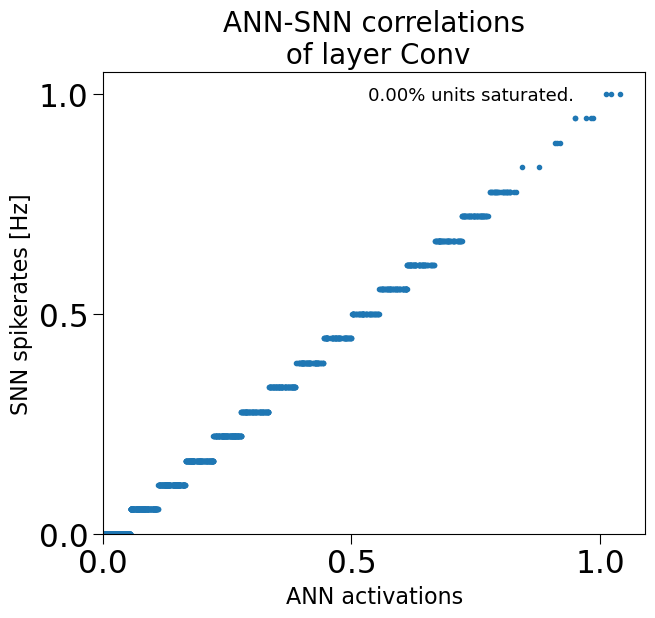 ANN-SNN correlations
of layer Conv
0.00% units saturated.
1.0
0.5
0.0
SNN spikerates [Hz]
0.0 0.5 1.0
ANN activations